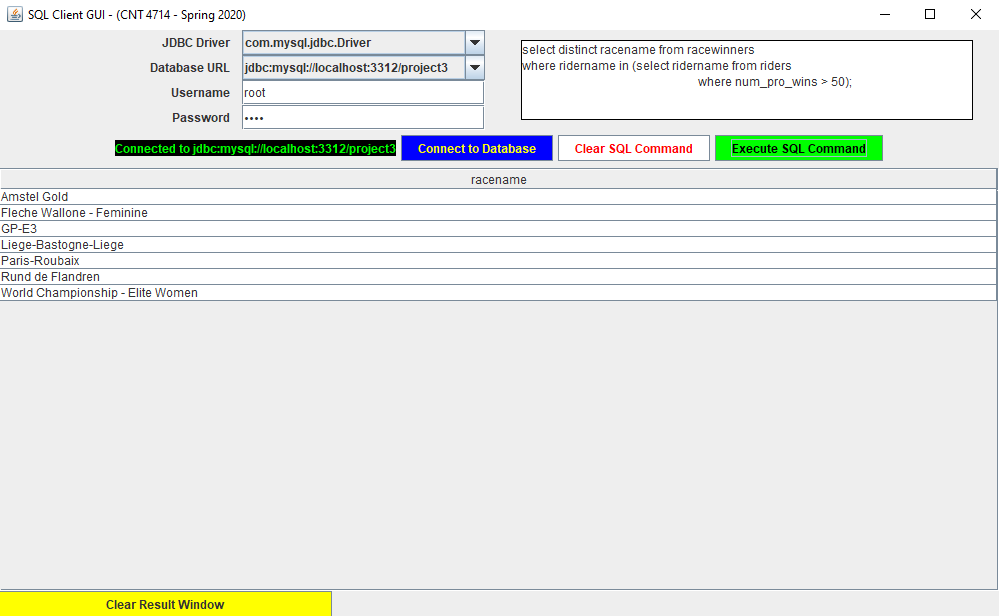 SQL Client GUI - (CNT 4714 - Spring 2020)
JDBC Driver com.mysql.jdbc.Driver
Database URL jdbc:mysql://localhost:3312/project3
Username root
Password ••••
select distinct racename from racewinners
where ridername in (select ridername from riders
where num_pro_wins > 50);
Connected to jdbc:mysql://localhost:3312/project3 Connect to Database Clear SQL Command Execute SQL Command
racename
Amstel Gold
Fleche Wallone - Feminine
GP-E3
Liege-Bastogne-Liege
Paris-Roubaix
Rund de Flandren
World Championship - Elite Women
Clear Result Window